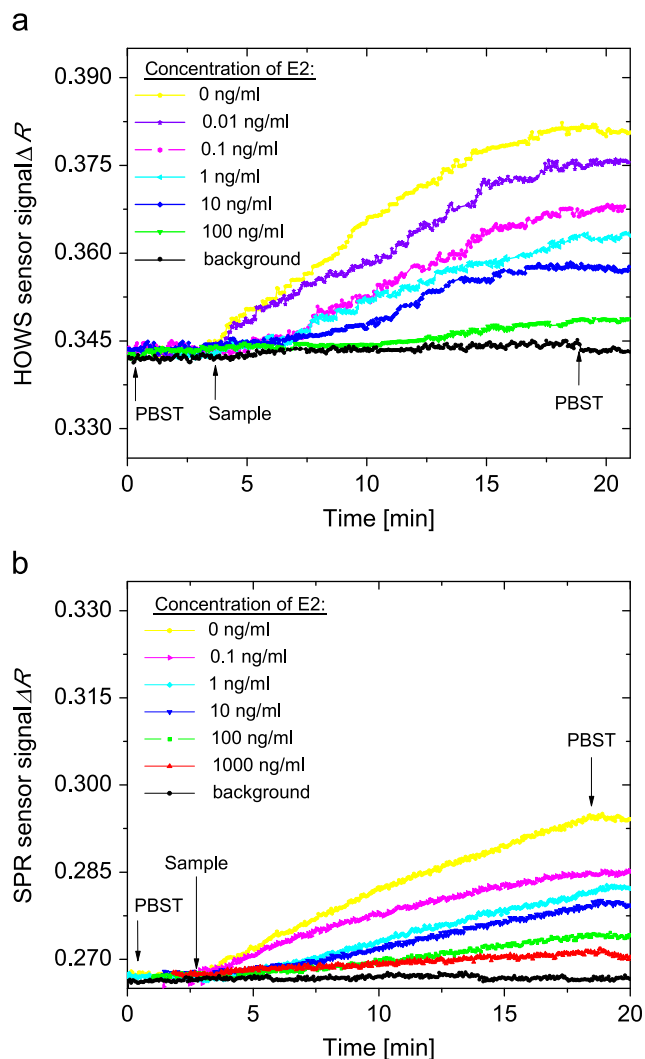 a
0.390
0.375
0.360
0.345
0.330
HOWS sensor signalΔR
Concentration of E2:
0 ng/ml
0.01 ng/ml
0.1 ng/ml
1 ng/ml
10 ng/ml
100 ng/ml
background
PBST
Sample
PBST
0 5 10 15 20
Time [min]
b
0.330
0.315
0.300
0.285
0.270
SPR sensor signalΔR
Concentration of E2:
0 ng/ml
0.1 ng/ml
1 ng/ml
10 ng/ml
100 ng/ml
1000 ng/ml
background
PBST
Sample
PBST
0 5 10 15 20
Time [min]